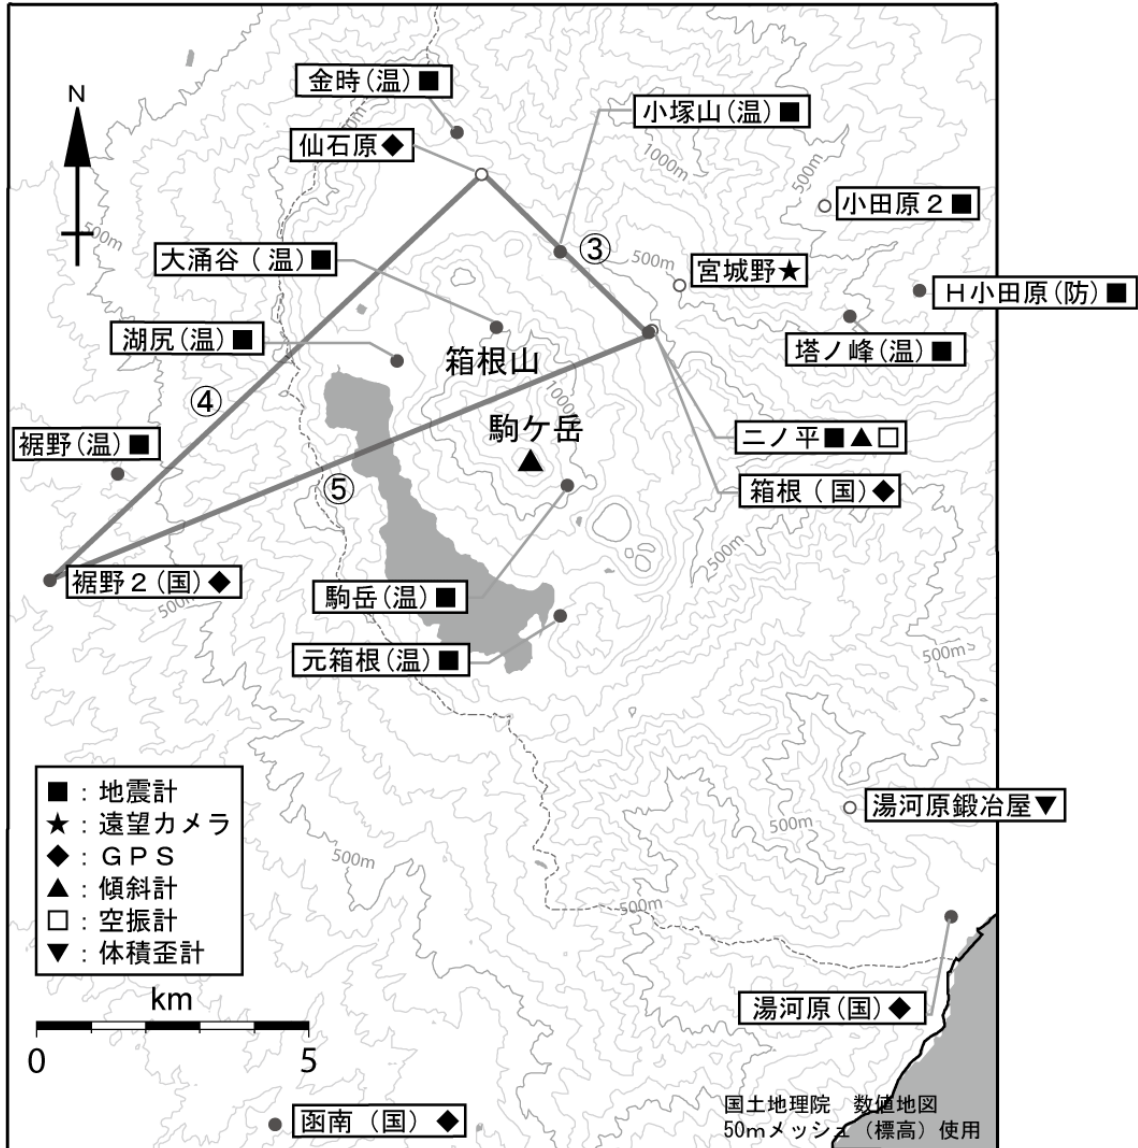 金時(温)■
小塚山(温)■
N
仙石原◆
1000m
500m
小田原2■
500m
大涌谷(温)■
③
500m
宮城野★
H小田原(防)■
湖尻(温)■
箱根山
塔ノ峰(温)■
④
1000m
駒ケ岳
▲
裾野(温)■
二ノ平■▲□
⑤
箱根(国)◆
500m
裾野2(国)◆
500m
駒岳(温)■
元箱根(温)■
500m
■:地震計
★:遠望カメラ
◆:GPS
▲:傾斜計
□:空振計
▼:体積歪計
湯河原鍛冶屋▼
500m
500m
500m
km
0 5
湯河原(国)◆
函南(国)◆
国土地理院 数値地図
50mメッシュ(標高)使用